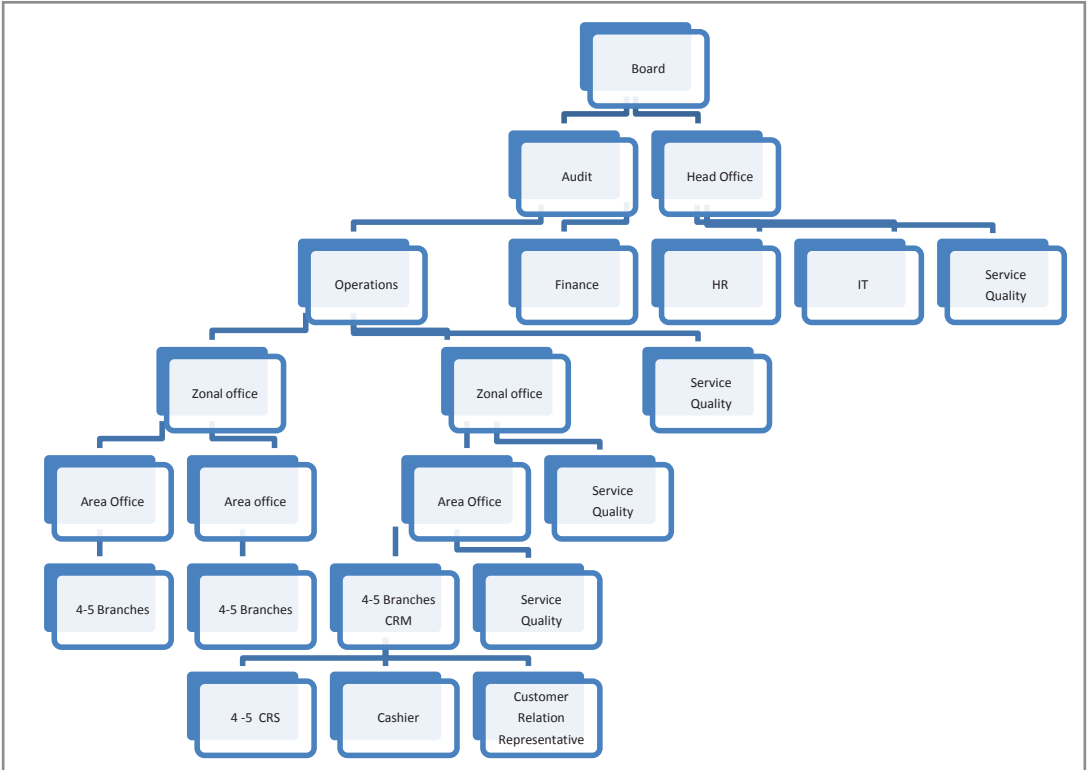 Board
Audit
Head Office
Operations
Finance
HR
IT
Service
Quality
Zonal office
Zonal office
Service
Quality
Area Office
Area office
Area Office
Service
Quality
4-5 Branches
4-5 Branches
4-5 Branches
CRM
Service
Quality
4 -5 CRS
Cashier
Customer
Relation
Representative